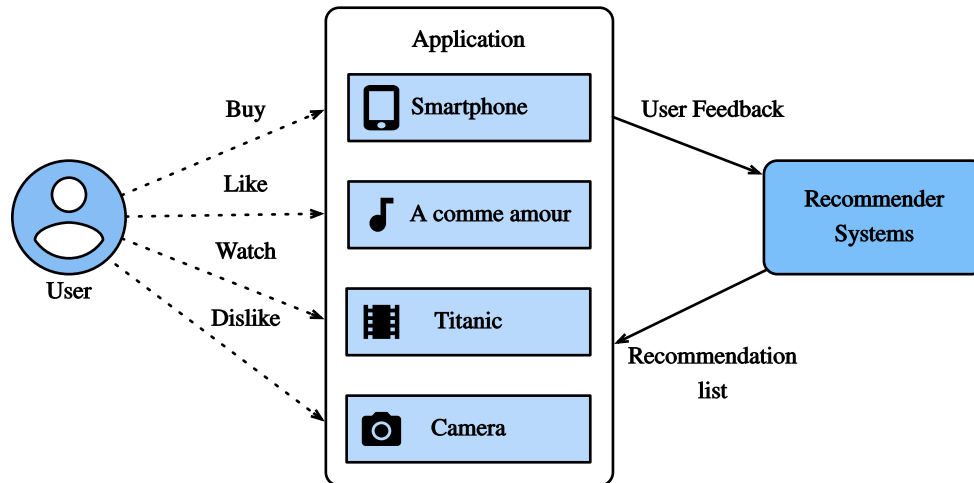 Application
Buy
Smartphone
User Feedback
Like
A comme amour
Recommender
Systems
Watch
User
Dislike
Titanic
Recommendation
list
Camera